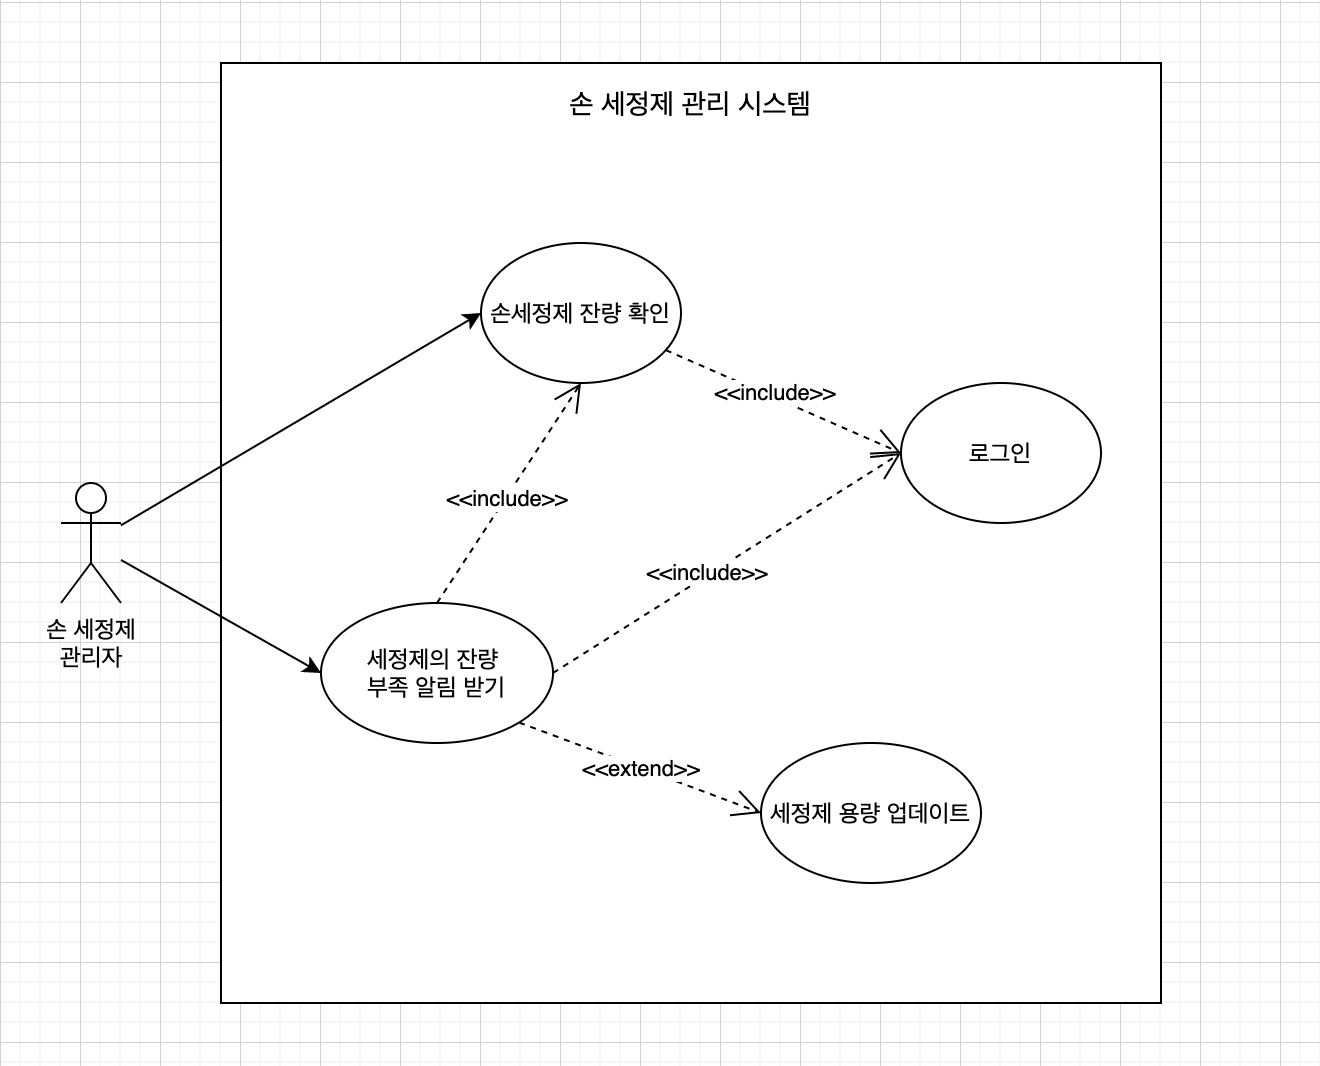 손 세정제 관리 시스템
손세정제 잔량 확인
<<include>>
로그인
<<include>>
<<include>>
손 세정제
관리자
세정제의 잔량
부족 알림 받기
<<extend>>
세정제 용량 업데이트